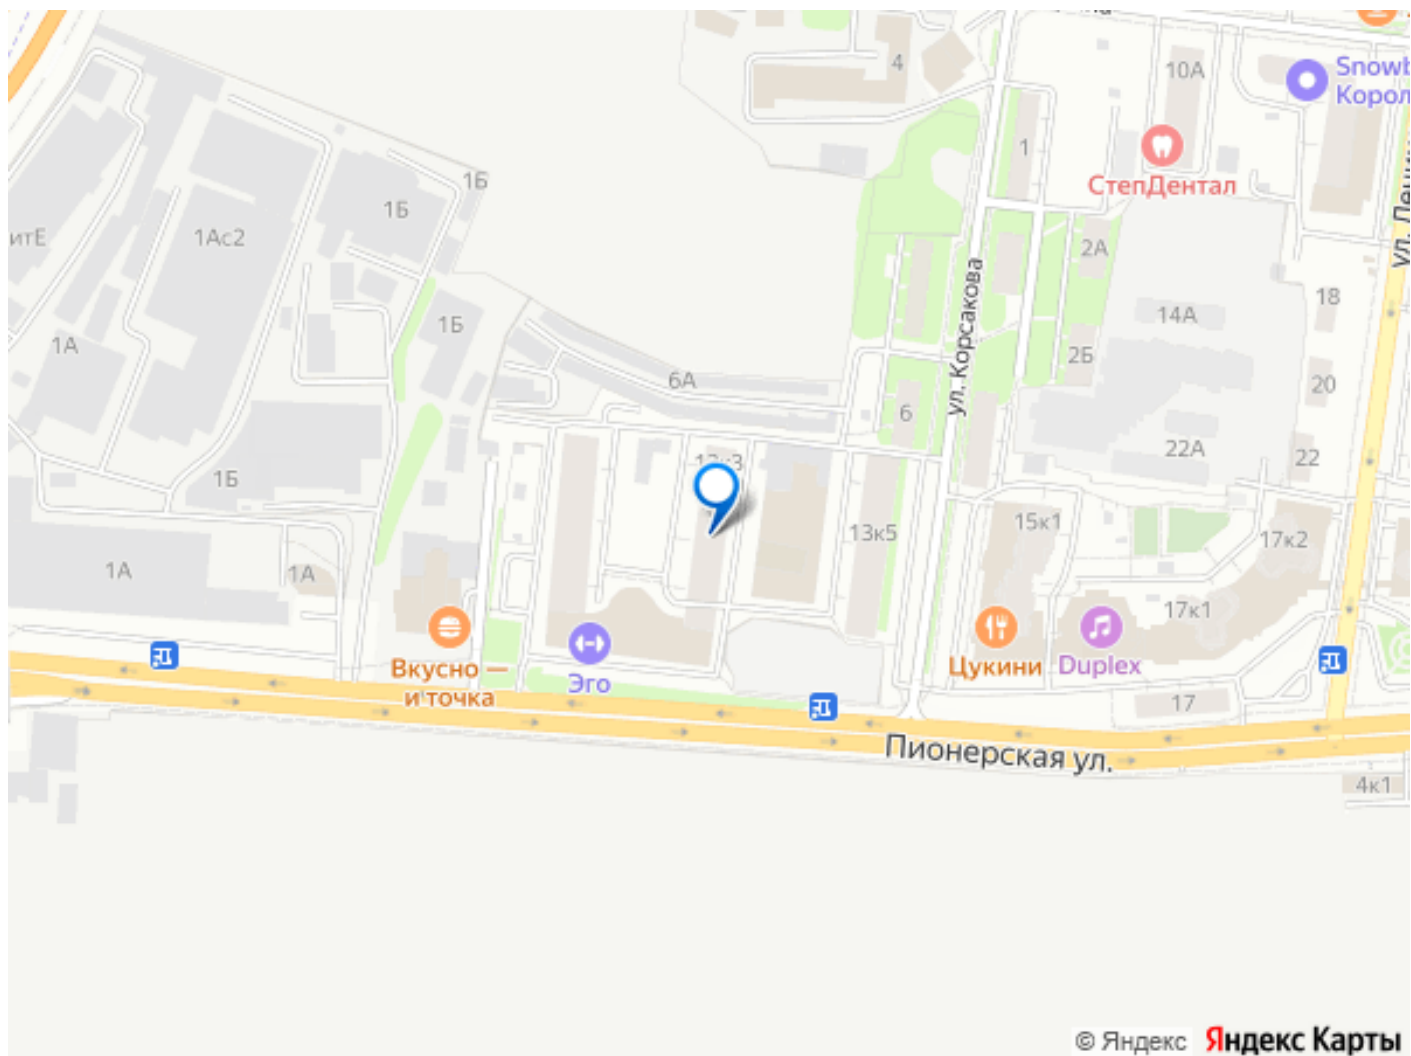 4
10А
Snowb
Корол
СтепДентал
1
1Б
1Б
1Ас2
итЕ
2А
ул. Ленин
18
14А
1Б
1А
2Б
ул. Корсакова
6А
20
6
22А
22
1Б
15к1
13к5
17к2
1А
1А
17к1
Вкусно —
и точка
Эго
Цукини
Duplex
17
Пионерская ул.
4к1
© Яндекс Яндекс Карты